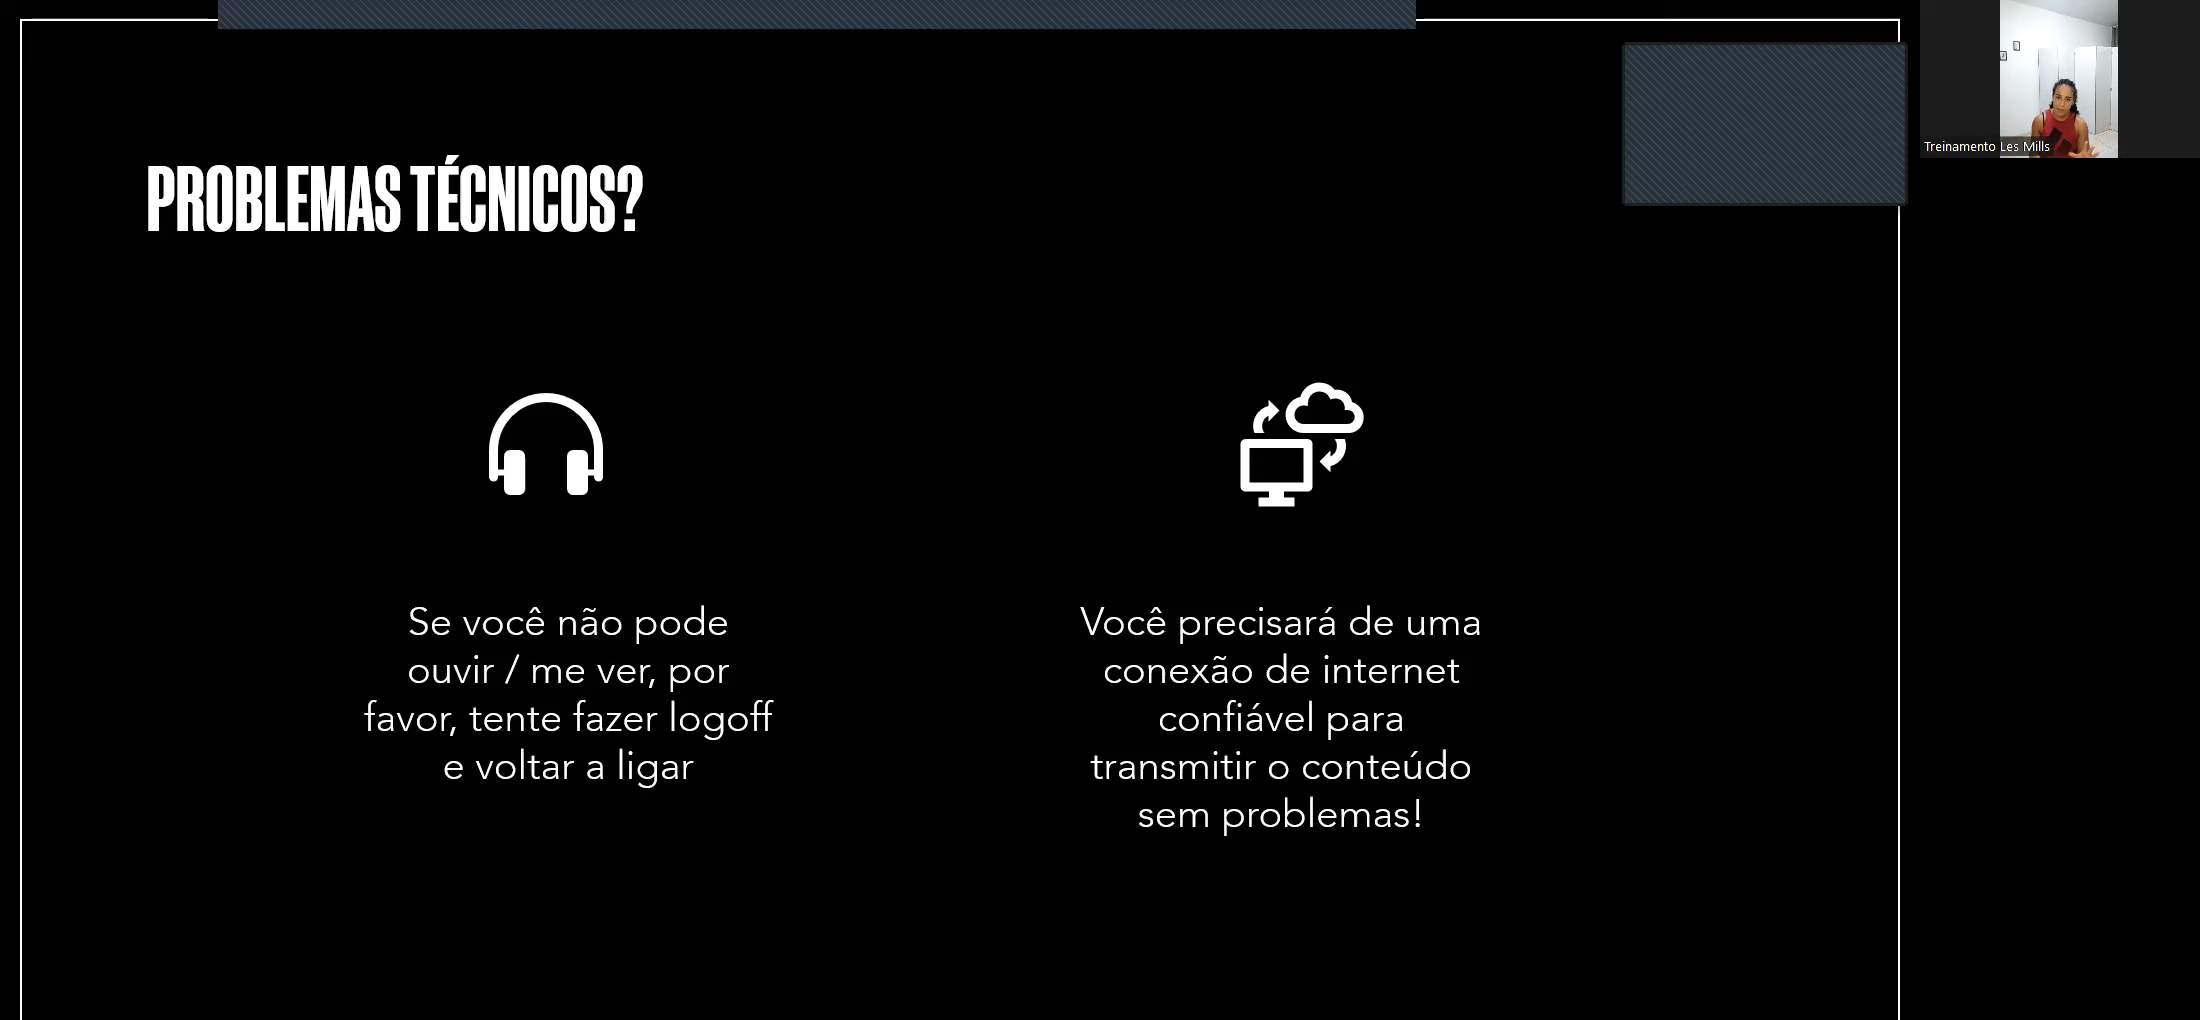 PROBLEMAS TÉCNICOS?
Se você não pode
ouvir / me ver, por
favor, tente fazer logoff
e voltar a ligar
Você precisará de uma
conexão de internet
confiável para
transmitir o conteúdo
sem problemas!
Treinamento Les Mills